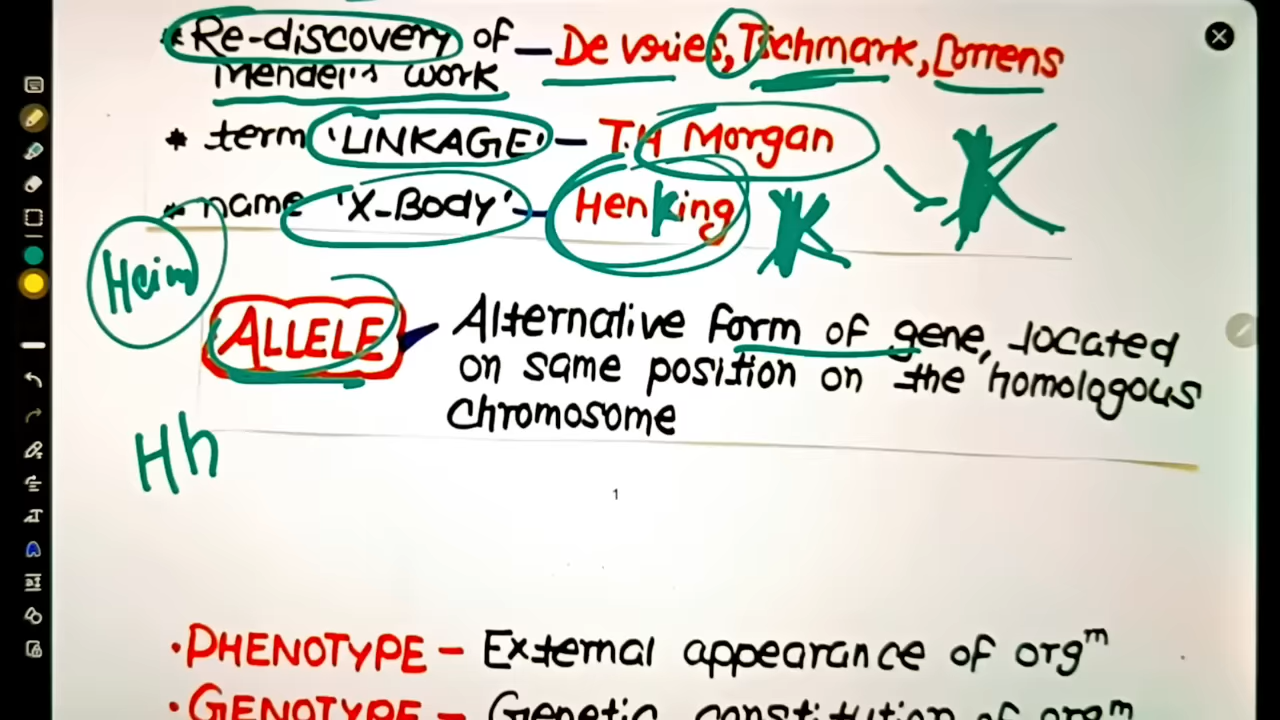 * Re-discovery of — De vories, Tschmark, Correns
Mendel's work
* term 'LINKAGE' — T.H Morgan
K
* name 'X-Body' — Henking
K
ALLELE Alternative form of gene, located
on same position on the homologous
chromosome
Hh
1
• PHENOTYPE — External appearance of orgm
• GENOTYPE — Genetic constitution of orgm